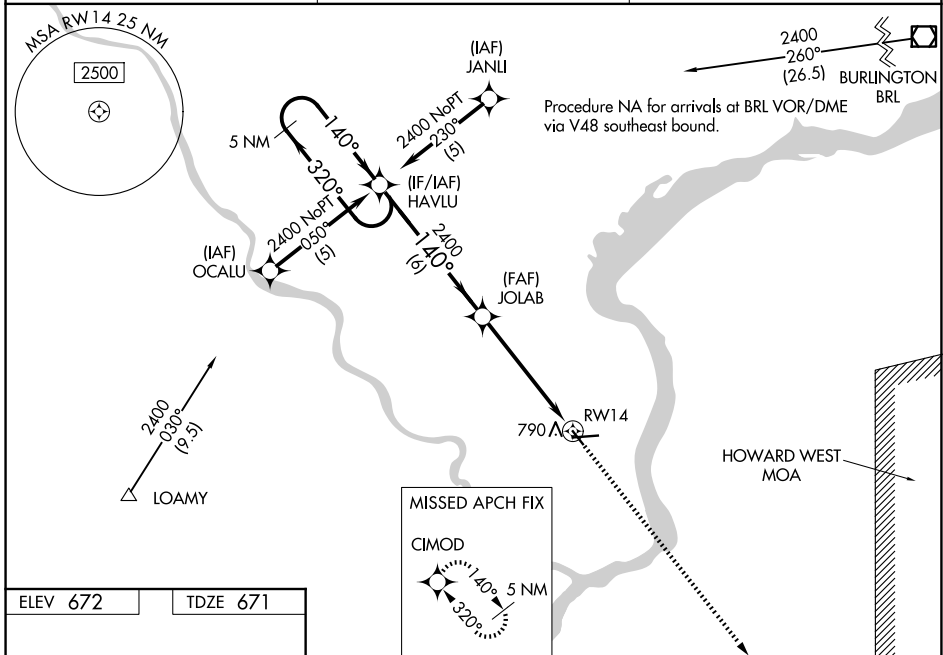 MSA RW14 25 NM
2500
(IAF)
JANLI
2400
260°
(26.5)
BURLINGTON
BRL
Procedure NA for arrivals at BRL VOR/DME
via V48 southeast bound.
5 NM
140°
320°
2400 NoPT
230°
(5)
(IF/IAF)
HAVLU
2400 NoPT
050°
(5)
(IAF)
OCALU
2400
140°
(6)
(FAF)
JOLAB
2400
030°
(9.5)
LOAMY
790
RW14
HOWARD WEST
MOA
MISSED APCH FIX
CIMOD
140°
320°
5 NM
ELEV 672
TDZE 671